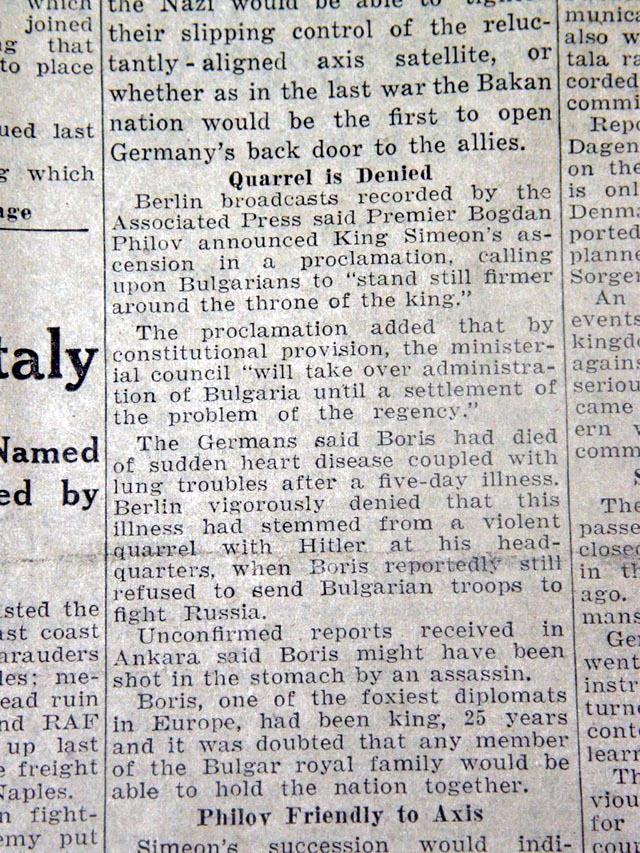 which
joined
that
to place
ued last
which
age
taly
Named
ed by
sted the
ast coast
arauders
les; me-
ead ruin
nd RAF
up last
freight
Naples.
n fight-
emy put
the Nazi would be able to
their slipping control of the reluc-
tantly-aligned axis satellite, or
whether as in the last war the Bakan
nation would be the first to open
Germany's back door to the allies.
Quarrel is Denied
Berlin broadcasts recorded by the
Associated Press said Premier Bogdan
Philov announced King Simeon's as-
cension in a proclamation, calling
upon Bulgarians to "stand still firmer
around the throne of the king."
The proclamation added that by
constitutional provision, the minister-
ial council "will take over administra-
tion of Bulgaria until a settlement of
the problem of the regency."
The Germans said Boris had died
of sudden heart disease coupled with
lung troubles after a five-day illness.
Berlin vigorously denied that this
illness had stemmed from a violent
quarrel with Hitler at his head-
quarters, when Boris reportedly still
refused to send Bulgarian troops to
fight Russia.
Unconfirmed reports received in
Ankara said Boris might have been
shot in the stomach by an assassin.
Boris, one of the foxiest diplomats
in Europe, had been king, 25 years
and it was doubted that any member
of the Bulgar royal family would be
able to hold the nation together.
Philov Friendly to Axis
Simeon's succession would indi-
munica
also w
tala ra
corded
commi
Repo
Dagen
on the
is onl
Denma
ported
planne
Sorge
An
events
kingdo
agains
seriou
came
ern
comm
The
passe
closed
in th
ago.
mans
Ger
went
instr
turne
conte
learn
Th
viou
for
cou